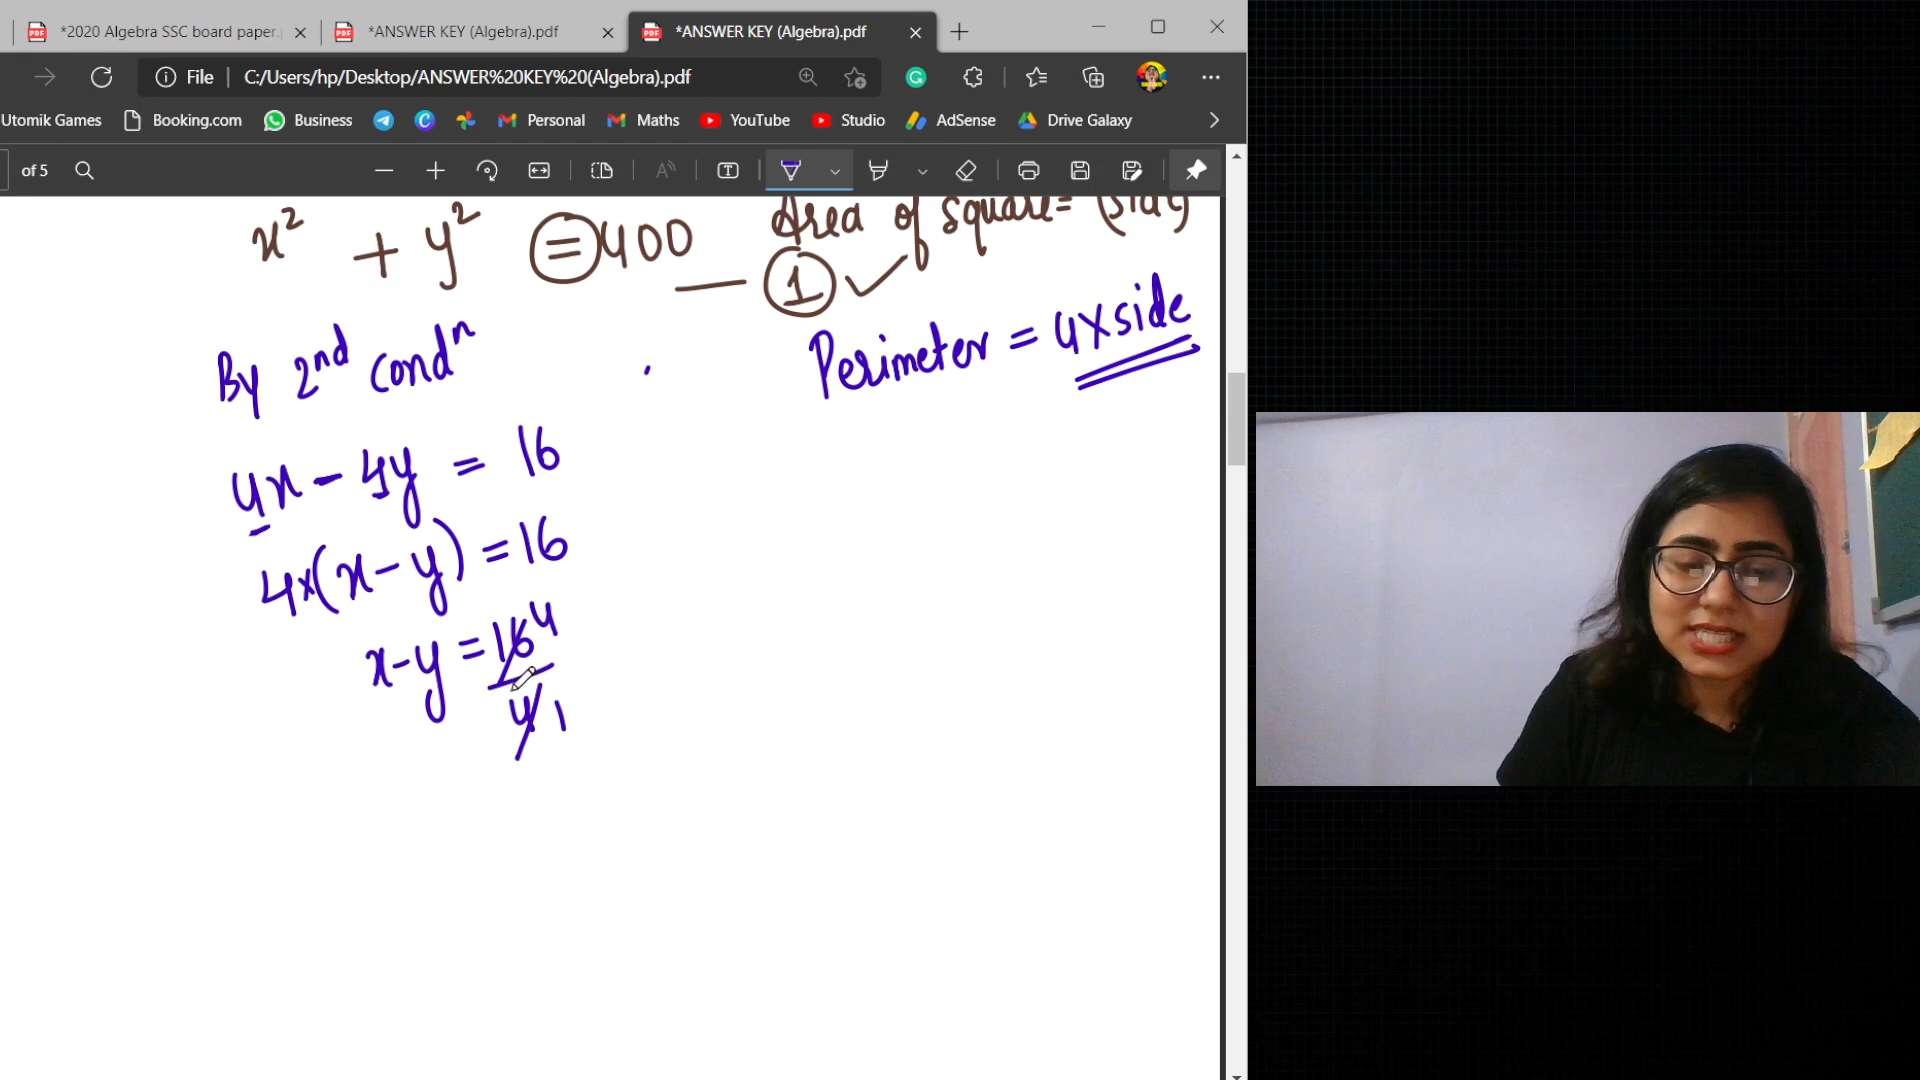 *2020 Algebra SSC board paper.p
*ANSWER KEY (Algebra).pdf
*ANSWER KEY (Algebra).pdf
File C:/Users/hp/Desktop/ANSWER%20KEY%20(Algebra).pdf
Utomik Games Booking.com Business Personal Maths YouTube Studio AdSense Drive Galaxy
of 5
x² + y² = 400 — 1 ✓
Area of square = (side)
By 2nd condn
Perimeter = 4×side
4x - 4y = 16
4×(x - y) = 16
x - y = 16 4
4 1